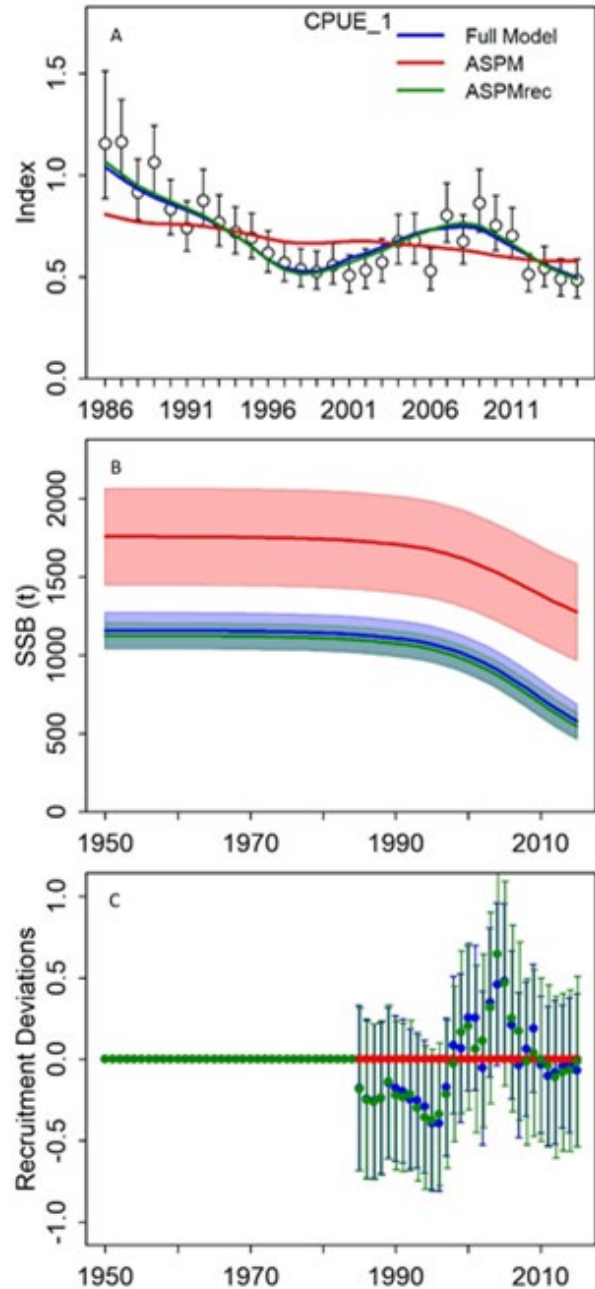 A
CPUE_1
Full Model
ASPM
ASPMrec
1.5
1.0
0.5
0.0
Index
1986 1991 1996 2001 2006 2011
B
2000
1500
1000
500
0
SSB (t)
1950 1970 1990 2010
C
1.0
0.5
0.0
-0.5
-1.0
Recruitment Deviations
1950 1970 1990 2010